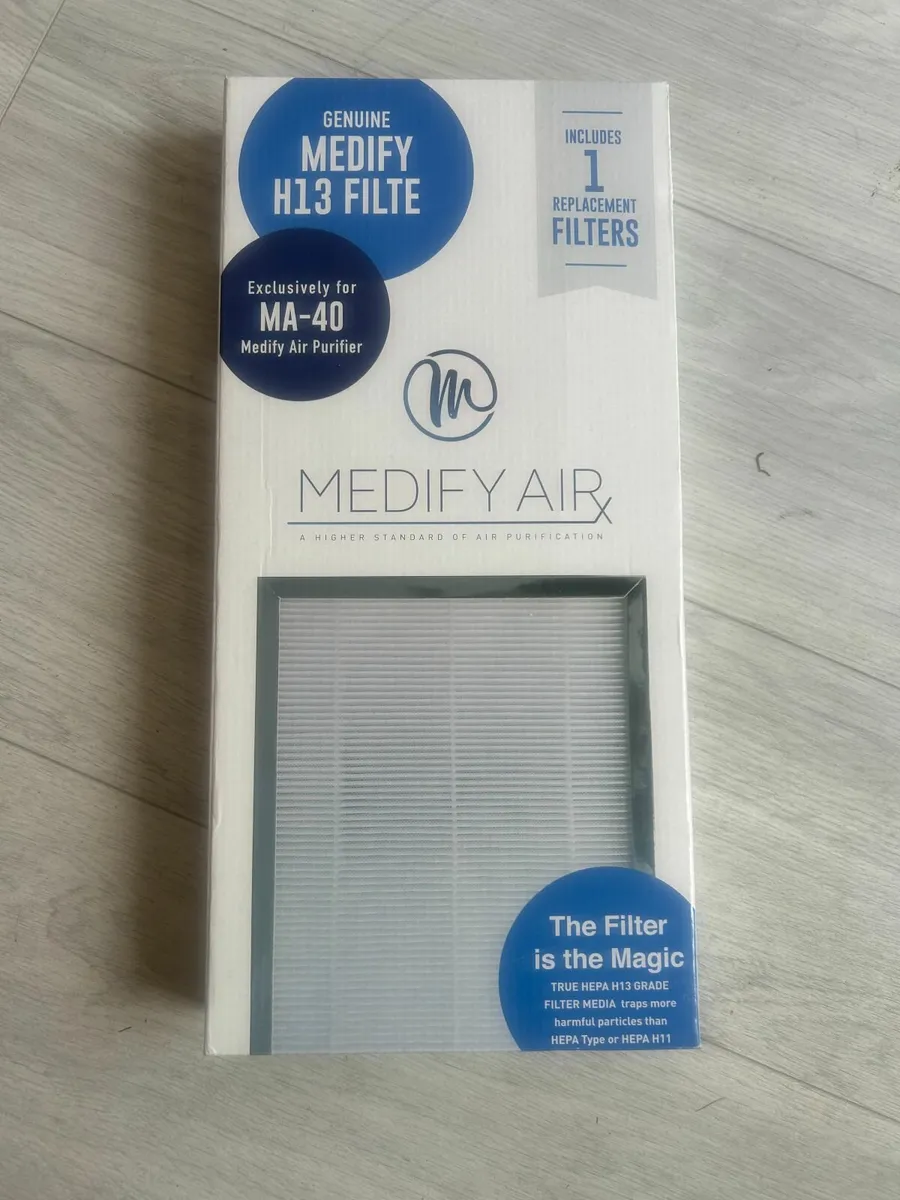 GENUINE
MEDIFY
H13 FILTE
INCLUDES
1
REPLACEMENT
FILTERS
Exclusively for
MA-40
Medify Air Purifier
m
MEDIFY AIRx
A HIGHER STANDARD OF AIR PURIFICATION
The Filter
is the Magic
TRUE HEPA H13 GRADE
FILTER MEDIA traps more
harmful particles than
HEPA Type or HEPA H11